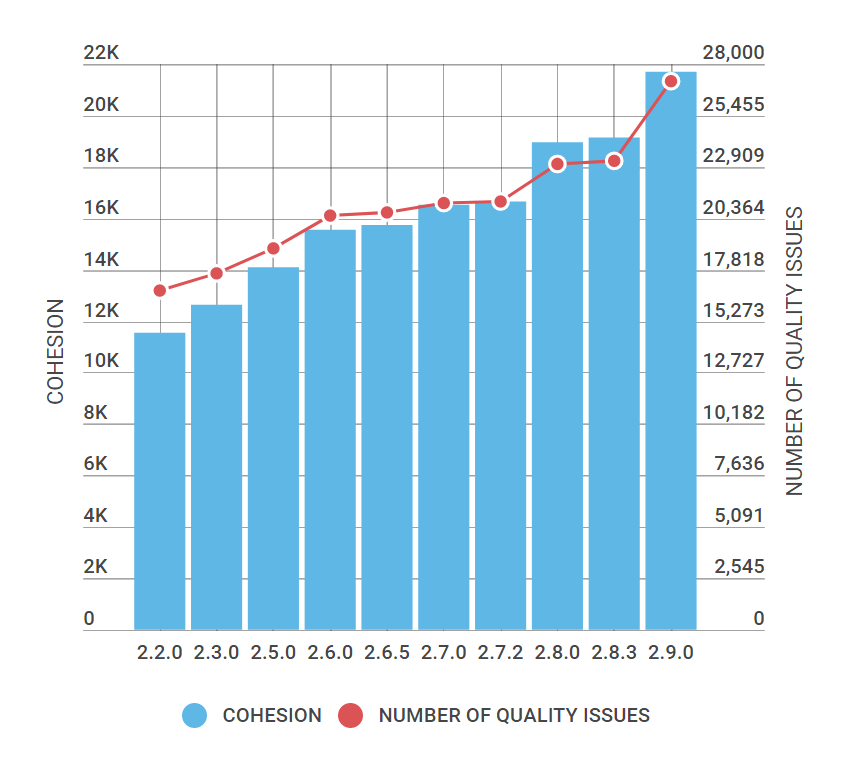 22K 28,000
20K 25,455
18K 22,909
16K 20,364
14K 17,818
12K 15,273
10K 12,727
8K 10,182
6K 7,636
4K 5,091
2K 2,545
0 0
COHESION
NUMBER OF QUALITY ISSUES
2.2.0 2.3.0 2.5.0 2.6.0 2.6.5 2.7.0 2.7.2 2.8.0 2.8.3 2.9.0
COHESION NUMBER OF QUALITY ISSUES